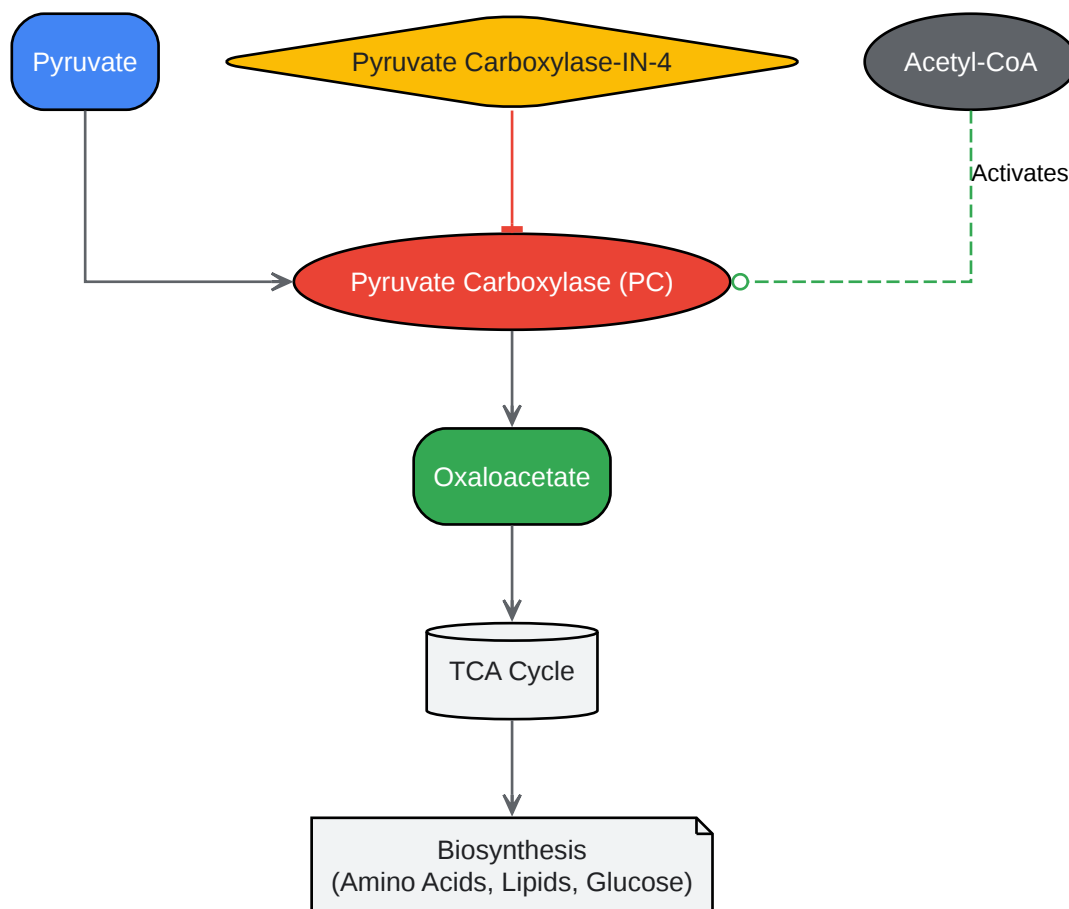 Pyruvate
Pyruvate Carboxylase-IN-4
Acetyl-CoA
Activates
Pyruvate Carboxylase (PC)
Oxaloacetate
TCA Cycle
Biosynthesis
(Amino Acids, Lipids, Glucose)